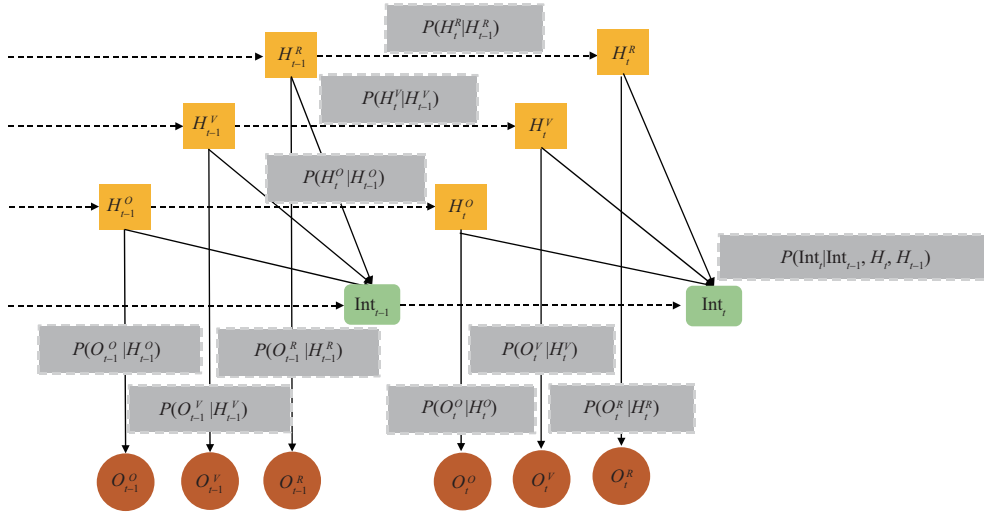 P(H_t^R|H_{t-1}^R)
H_{t-1}^R
H_t^R
P(H_t^V|H_{t-1}^V)
H_{t-1}^V
H_t^V
P(H_t^O|H_{t-1}^O)
H_{t-1}^O
H_t^O
P(Int_t|Int_{t-1}, H_t, H_{t-1})
Int_{t-1}
Int_t
P(O_{t-1}^O|H_{t-1}^O)
P(O_{t-1}^R|H_{t-1}^R)
P(O_t^V|H_t^V)
P(O_{t-1}^V|H_{t-1}^V)
P(O_t^O|H_t^O)
P(O_t^R|H_t^R)
O_{t-1}^O
O_{t-1}^V
O_{t-1}^R
O_t^O
O_t^V
O_t^R